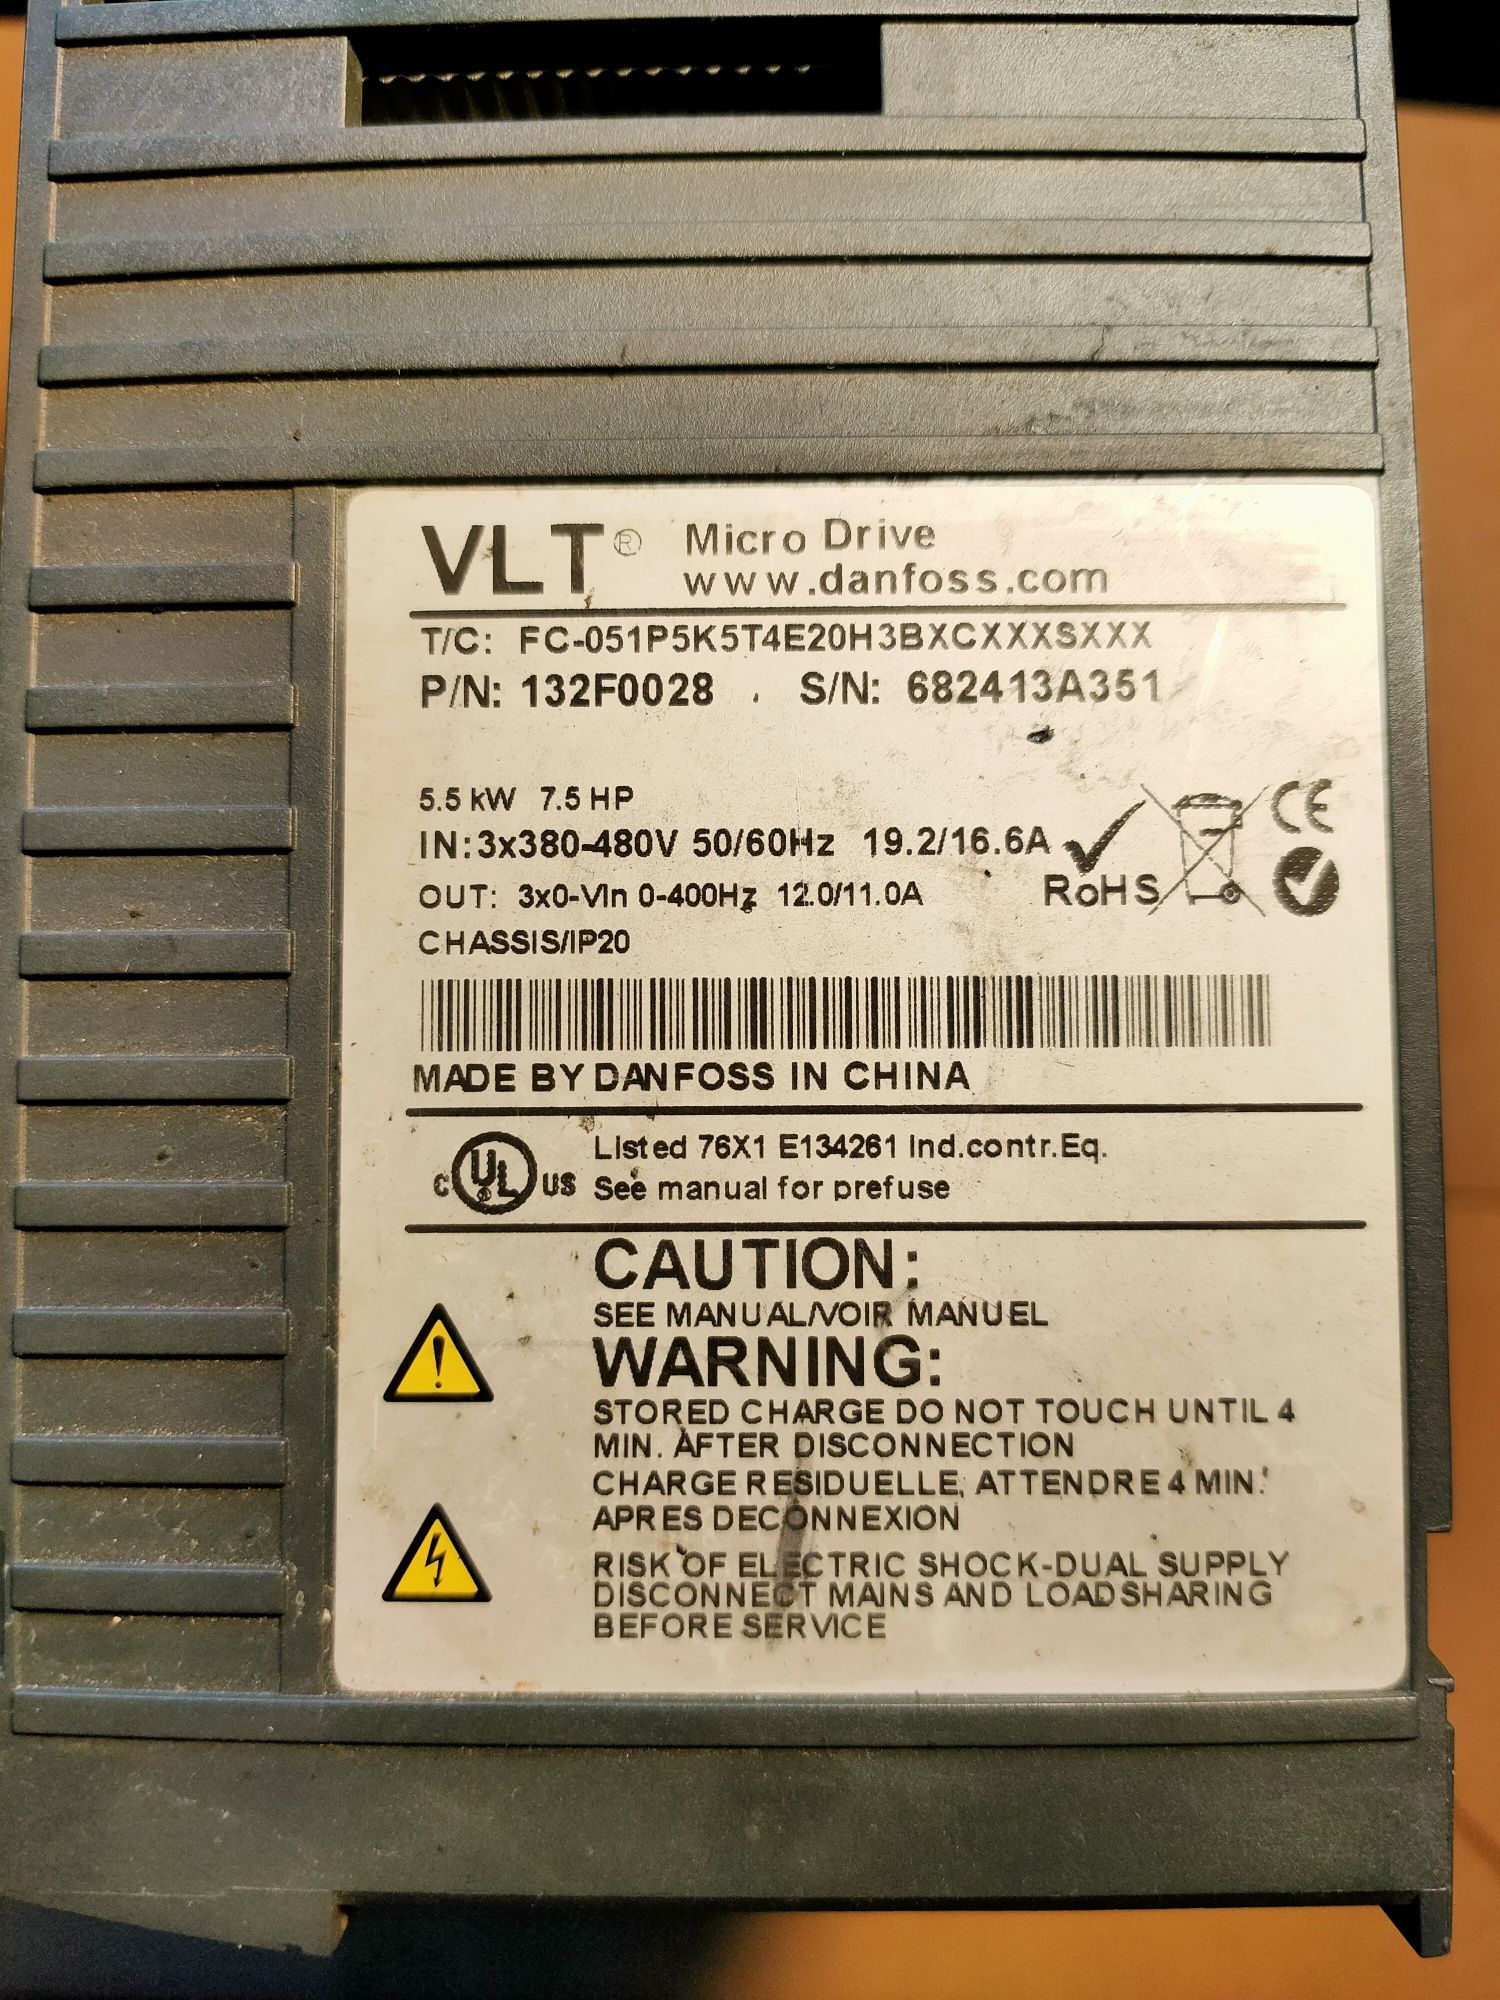 VLT® Micro Drive
www.danfoss.com
T/C: FC-051P5K5T4E20H3BXCXXXSXXX
P/N: 132F0028 S/N: 682413A351
5.5 kW 7.5 HP
IN:3x380-480V 50/60Hz 19.2/16.6A
OUT: 3x0-VIn 0-400Hz 12.0/11.0A
RoHS
CE
CHASSIS/IP20
MADE BY DANFOSS IN CHINA
C UL® US
Listed 76X1 E134261 Ind.contr.Eq.
See manual for prefuse
CAUTION:
SEE MANUAL/VOIR MANUEL
WARNING:
STORED CHARGE DO NOT TOUCH UNTIL 4
MIN. AFTER DISCONNECTION
CHARGE RESIDUELLE, ATTENDRE 4 MIN.
APRES DECONNEXION
RISK OF ELECTRIC SHOCK-DUAL SUPPLY
DISCONNECT MAINS AND LOADSHARING
BEFORE SERVICE